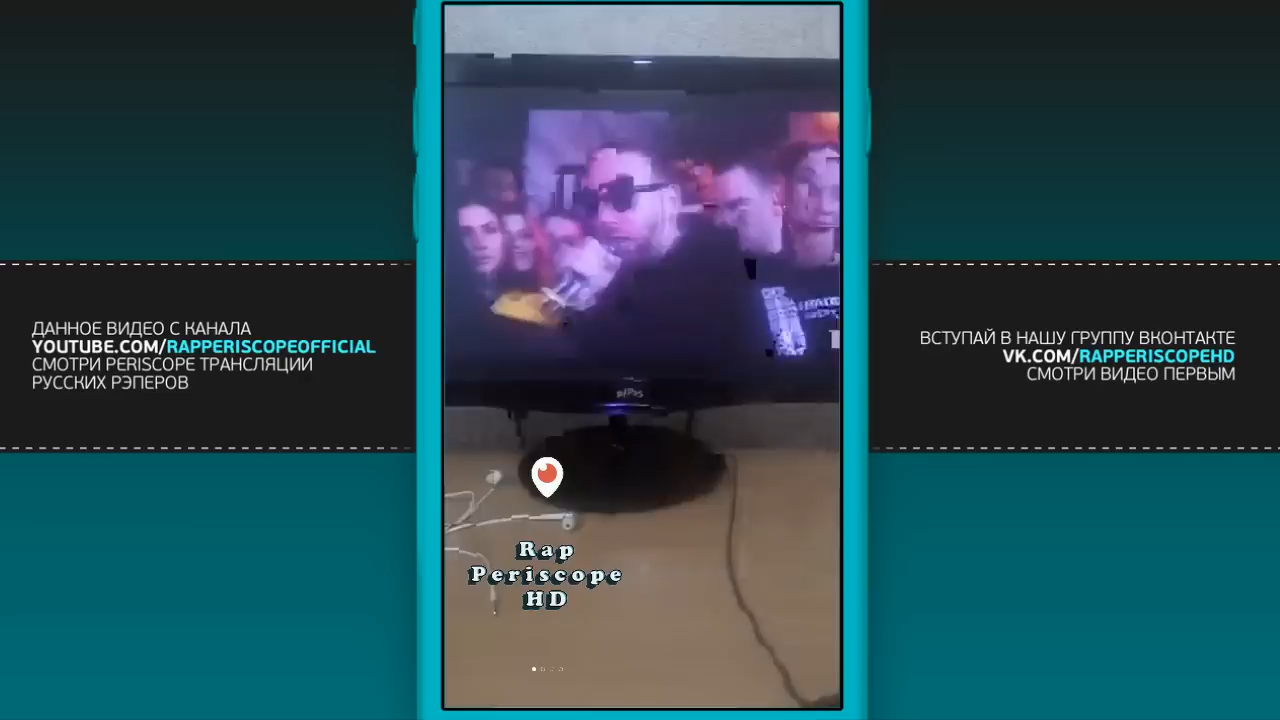 ДАННОЕ ВИДЕО С КАНАЛА
YOUTUBE.COM/RAPPERISCOPEOFFICIAL
СМОТРИ PERISCOPE ТРАНСЛЯЦИИ
РУССКИХ РЭПЕРОВ
Rap
Periscope
HD
ВСТУПАЙ В НАШУ ГРУППУ ВКОНТАКТЕ
VK.COM/RAPPERISCOPEHD
СМОТРИ ВИДЕО ПЕРВЫМ